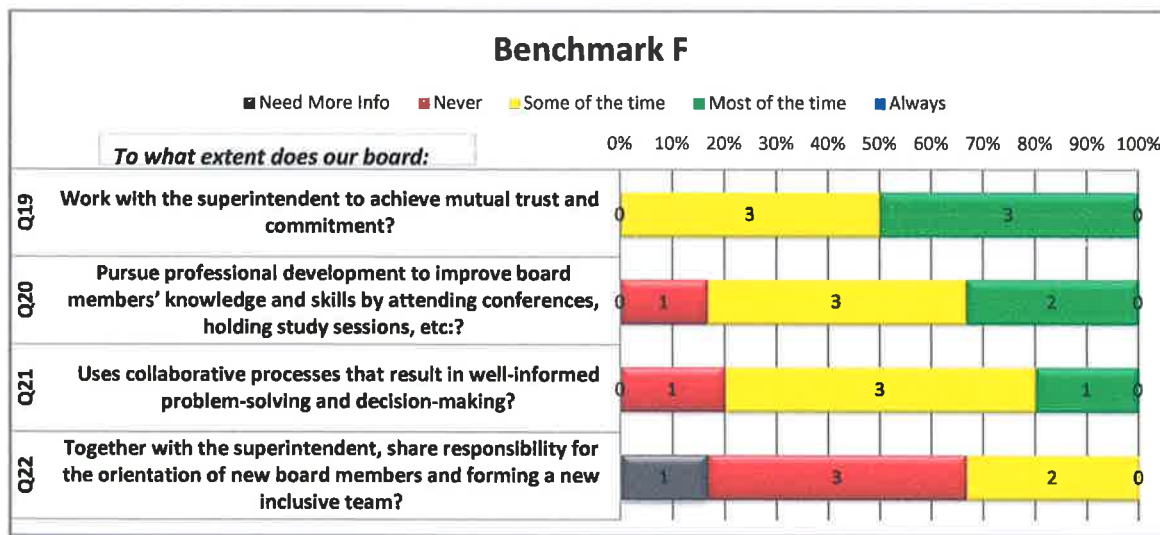 Benchmark F
Need More Info Never Some of the time Most of the time Always
To what extent does our board:
0% 10% 20% 30% 40% 50% 60% 70% 80% 90% 100%
Q19
Work with the superintendent to achieve mutual trust and
commitment?
0 3 3 0
Q20
Pursue professional development to improve board
members' knowledge and skills by attending conferences,
holding study sessions, etc:?
0 1 3 2 0
Q21
Uses collaborative processes that result in well-informed
problem-solving and decision-making?
0 1 3 1 0
Q22
Together with the superintendent, share responsibility for
the orientation of new board members and forming a new
inclusive team?
1 3 2 0